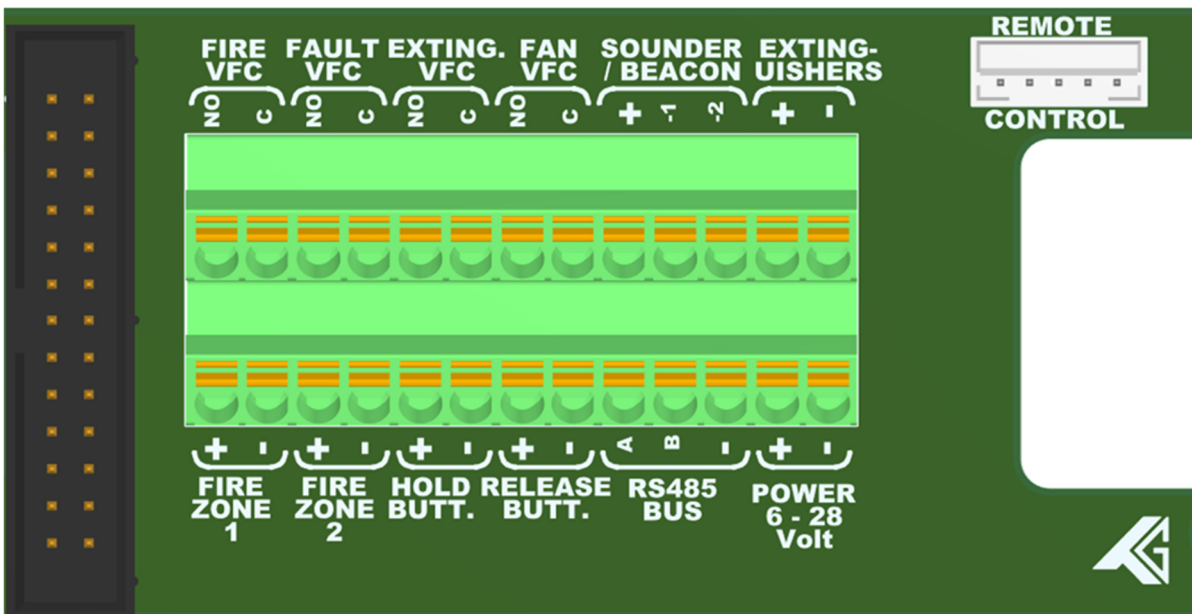 REMOTE
FIRE FAULT EXTING. FAN SOUNDER EXTING-
VFC VFC VFC VFC / BEACON UISHERS
NO C NO C NO C NO C + -1 -2 + -
CONTROL
+ - + - + - + - A B - + -
FIRE FIRE HOLD RELEASE RS485 POWER
ZONE ZONE BUTT. BUTT. BUS 6 - 28
1 2 Volt